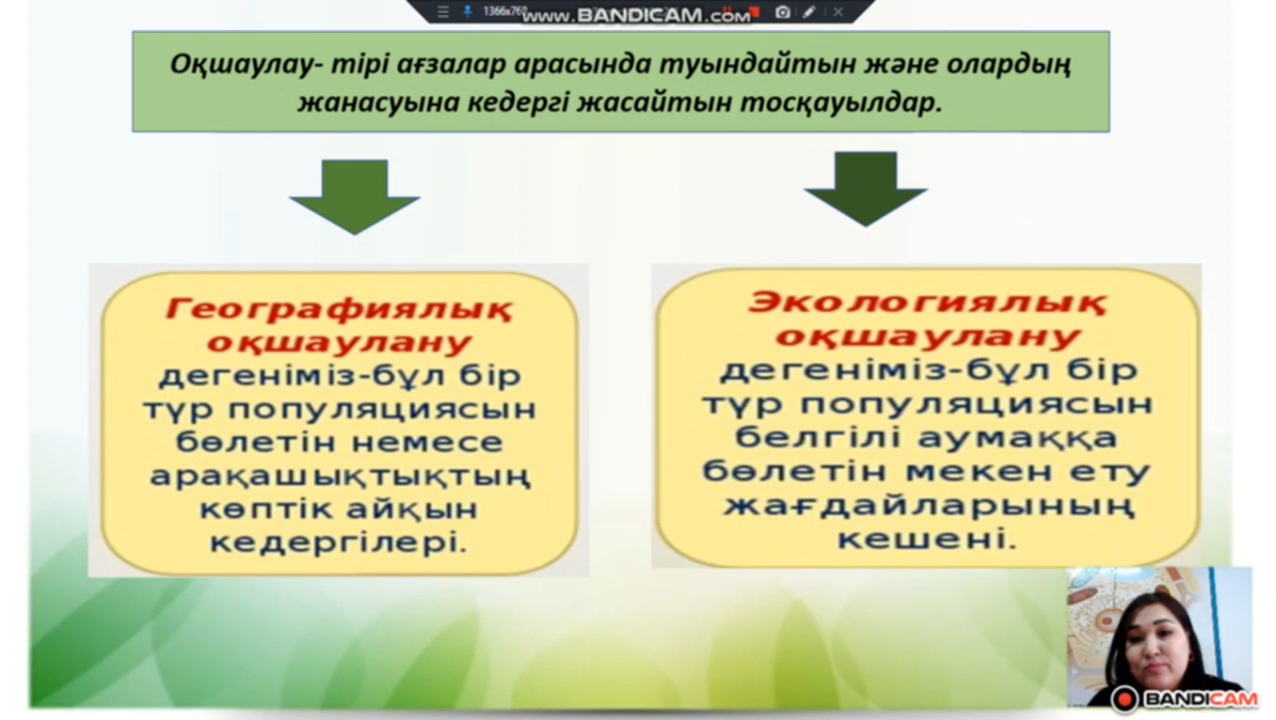 1366x768
www.BANDICAM.com
Оқшаулау- тірі ағзалар арасында туындайтын және олардың
жанасуына кедергі жасайтын тосқауылдар.
Географиялық
оқшаулану
дегеніміз-бұл бір
түр популяциясын
бөлетін немесе
арақашықтықтың
көптік айқын
кедергілері.
Экологиялық
оқшаулану
дегеніміз-бұл бір
түр популяциясын
белгілі аумаққа
бөлетін мекен ету
жағдайларының
кешені.
BANDICAM